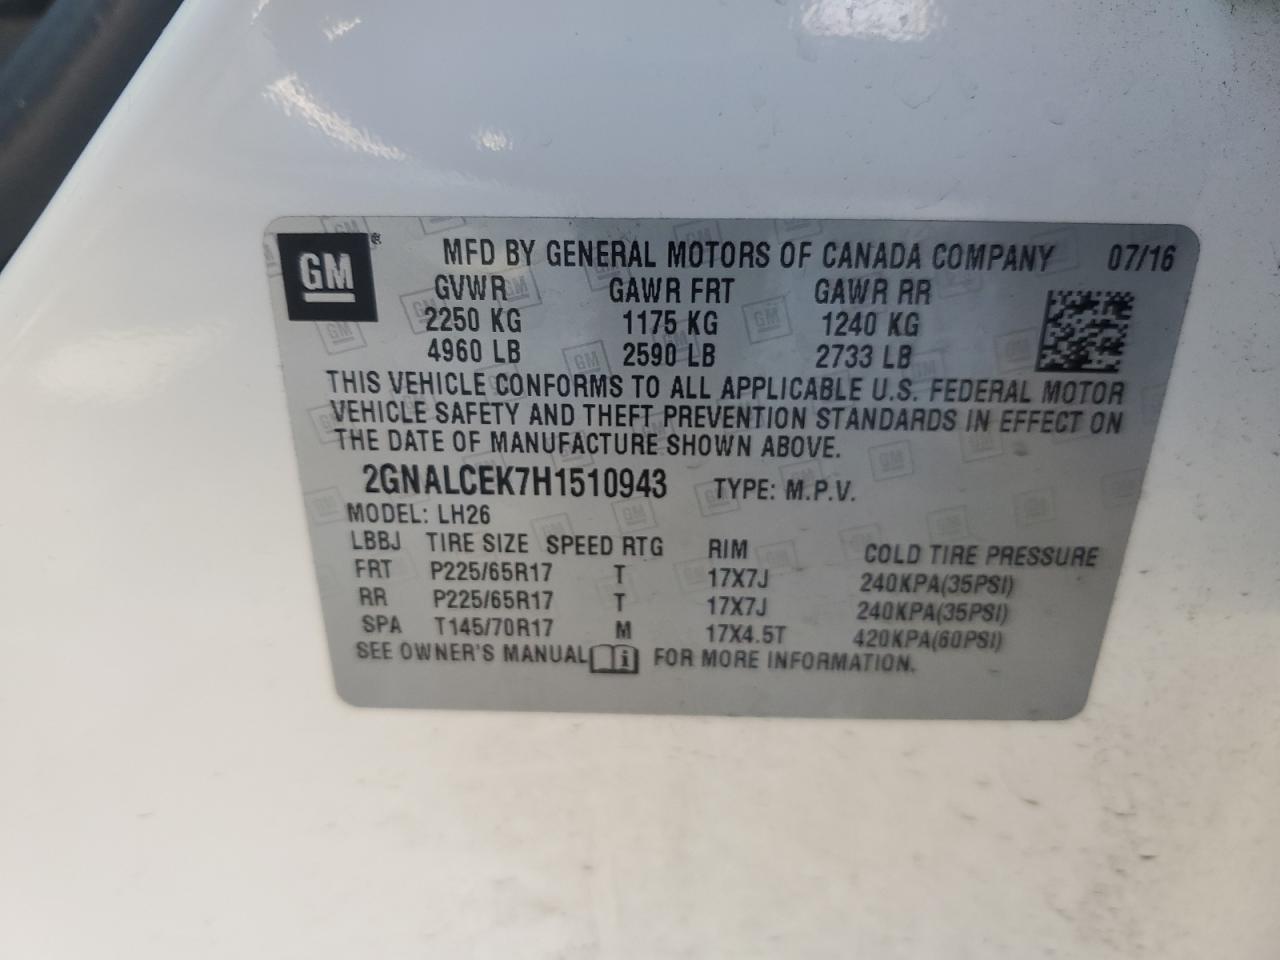 GM® MFD BY GENERAL MOTORS OF CANADA COMPANY 07/16
GVWR GAWR FRT GAWR RR
2250 KG 1175 KG 1240 KG
4960 LB 2590 LB 2733 LB
THIS VEHICLE CONFORMS TO ALL APPLICABLE U.S. FEDERAL MOTOR
VEHICLE SAFETY AND THEFT PREVENTION STANDARDS IN EFFECT ON
THE DATE OF MANUFACTURE SHOWN ABOVE.
2GNALCEK7H1510943 TYPE: M.P.V.
MODEL: LH26
LBBJ TIRE SIZE SPEED RTG RIM COLD TIRE PRESSURE
FRT P225/65R17 T 17X7J 240KPA(35PSI)
RR P225/65R17 T 17X7J 240KPA(35PSI)
SPA T145/70R17 M 17X4.5T 420KPA(60PSI)
SEE OWNER'S MANUAL FOR MORE INFORMATION.